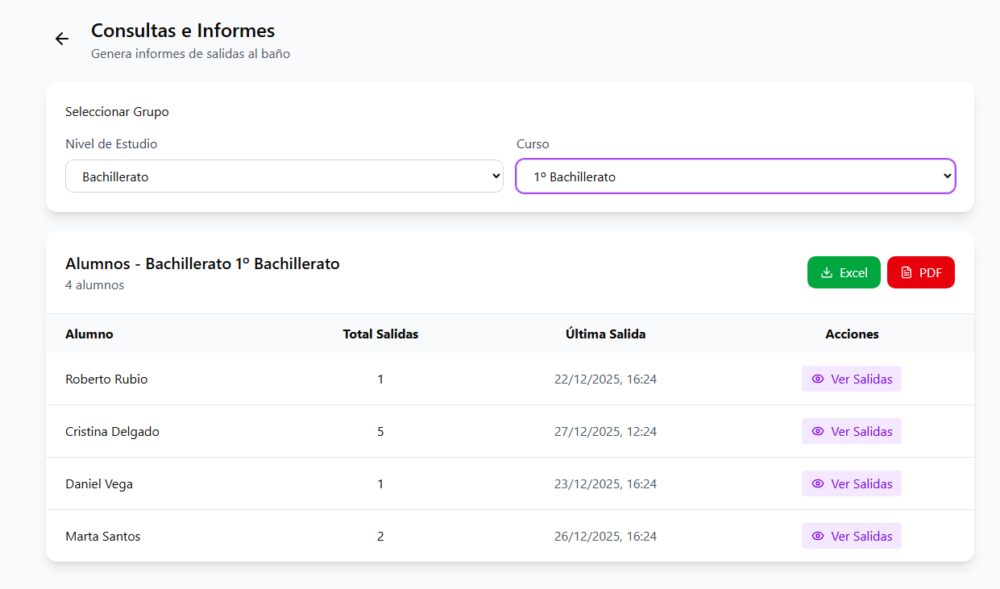 Consultas e Informes
Genera informes de salidas al baño
Seleccionar Grupo
Nivel de Estudio Curso
Bachillerato 1º Bachillerato
Alumnos - Bachillerato 1º Bachillerato
4 alumnos
Excel PDF
Alumno Total Salidas Última Salida Acciones
Roberto Rubio 1 22/12/2025, 16:24 Ver Salidas
Cristina Delgado 5 27/12/2025, 12:24 Ver Salidas
Daniel Vega 1 23/12/2025, 16:24 Ver Salidas
Marta Santos 2 26/12/2025, 16:24 Ver Salidas